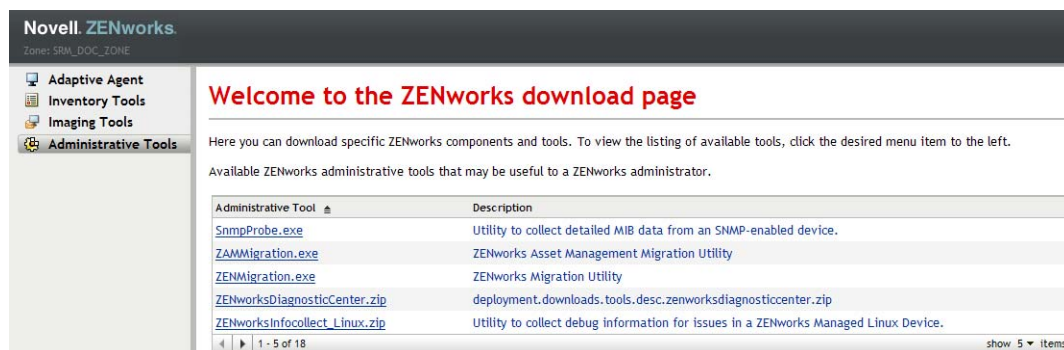 Novell. ZENworks.
Zone: SRM_DOC_ZONE
Adaptive Agent
Inventory Tools
Imaging Tools
Administrative Tools
Welcome to the ZENworks download page
Here you can download specific ZENworks components and tools. To view the listing of available tools, click the desired menu item to the left.
Available ZENworks administrative tools that may be useful to a ZENworks administrator.
Administrative Tool Description
SnmpProbe.exe Utility to collect detailed MIB data from an SNMP-enabled device.
ZAMMigration.exe ZENworks Asset Management Migration Utility
ZENMigration.exe ZENworks Migration Utility
ZENworksDiagnosticCenter.zip deployment.downloads.tools.desc.zenworksdiagnosticcenter.zip
ZENworksInfocollect_Linux.zip Utility to collect debug information for issues in a ZENworks Managed Linux Device.
1 - 5 of 18 show 5 items